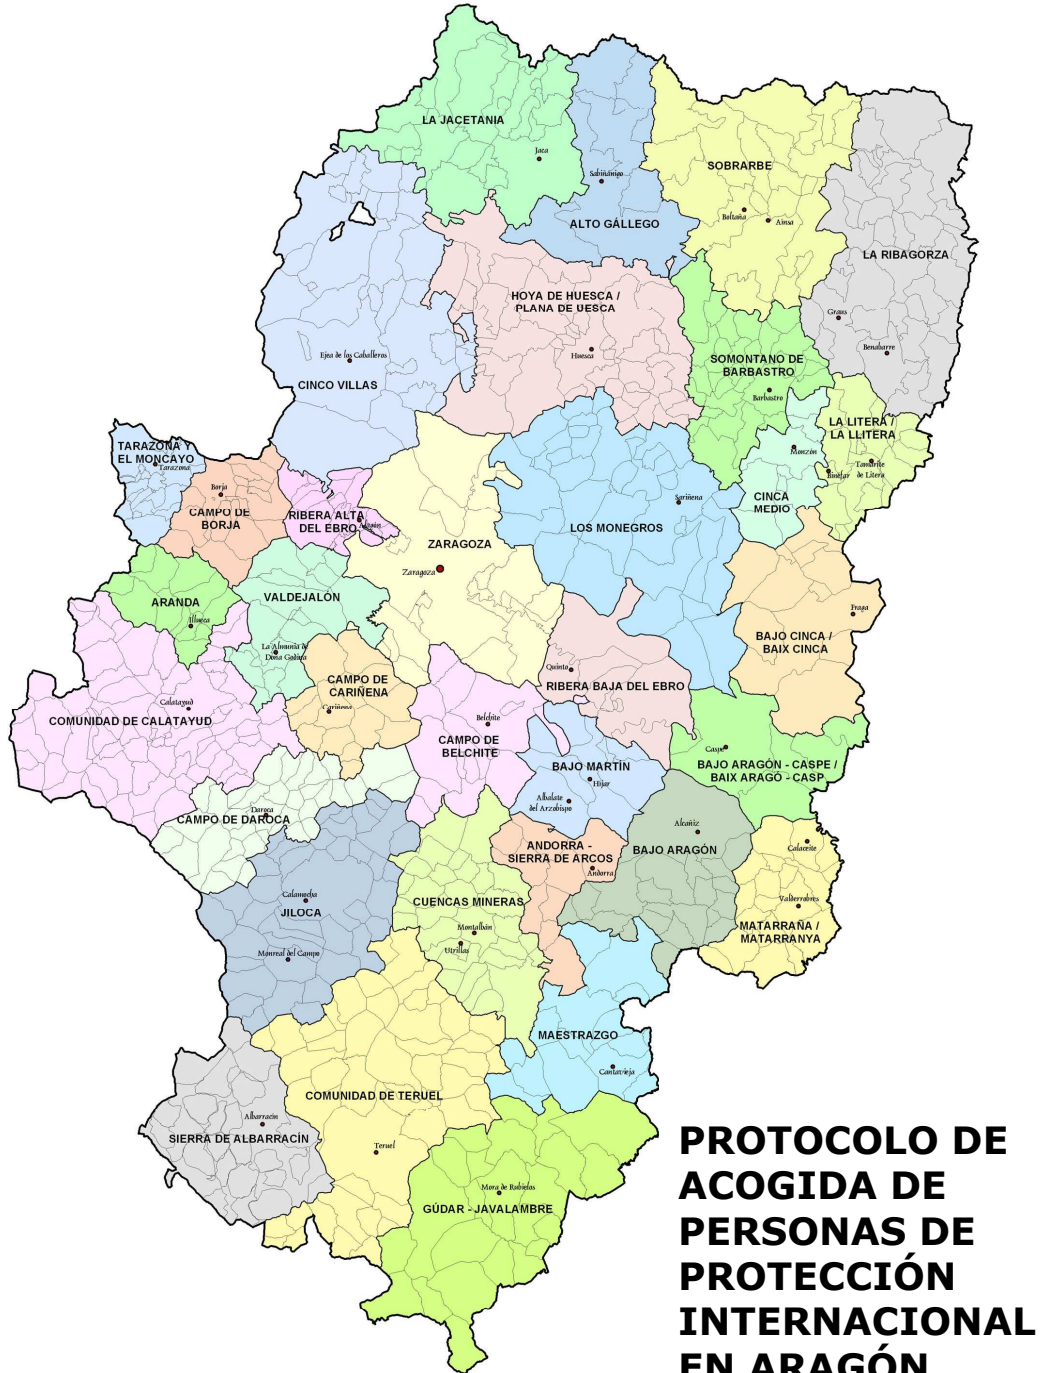 LA JACETANIA
Jaca
Sabiñánigo
ALTO GÁLLEGO
SOBRARBE
Boltaña
Ainsa
LA RIBAGORZA
Graus
Benabarre
HOYA DE HUESCA /
PLANA DE UESCA
Huesca
CINCO VILLAS
Ejea de los Caballeros
SOMONTANO DE
BARBASTRO
Barbastro
LA LITERA /
LA LLITERA
Tamarite
de Litera
Binéfar
Monzón
CINCA
MEDIO
TARAZONA Y
EL MONCAYO
Tarazona
Borja
CAMPO DE
BORJA
RIBERA ALTA
DEL EBRO
Alagón
ZARAGOZA
Zaragoza
LOS MONEGROS
Sariñena
ARANDA
Illueca
VALDEJALÓN
La Almunia de
Doña Godina
CAMPO DE
CARIÑENA
Cariñena
BAJO CINCA /
BAIX CINCA
Fraga
Quinto
RIBERA BAJA DEL EBRO
COMUNIDAD DE CALATAYUD
Calatayud
CAMPO DE
BELCHITE
Belchite
BAJO MARTÍN
Híjar
Albalate
del Arzobispo
Caspe
BAJO ARAGÓN - CASPE /
BAIX ARAGÓ - CASP
CAMPO DE DAROCA
Daroca
ANDORRA -
SIERRA DE ARCOS
Andorra
Alcañiz
BAJO ARAGÓN
Calaceite
Valderrobres
MATARRAÑA /
MATARRANYA
Calamocha
JILOCA
Monreal del Campo
CUENCAS MINERAS
Montalbán
Utrillas
MAESTRAZGO
Cantavieja
COMUNIDAD DE TERUEL
Teruel
Albarracín
SIERRA DE ALBARRACÍN
Mora de Rubielos
GÚDAR - JAVALAMBRE
PROTOCOLO DE
ACOGIDA DE
PERSONAS DE
PROTECCIÓN
INTERNACIONAL
EN ARAGÓN